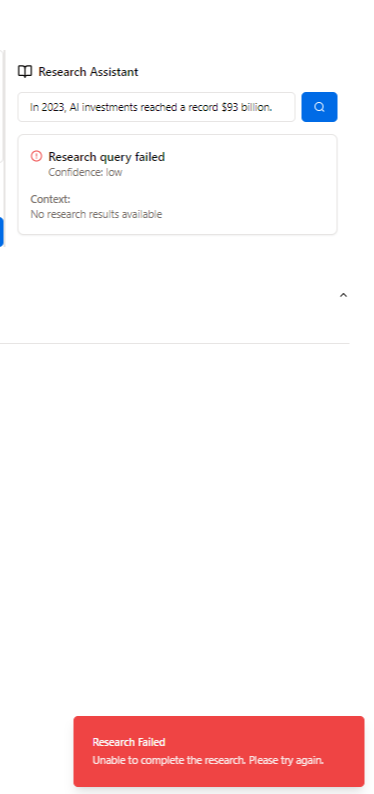 Research Assistant
In 2023, AI investments reached a record $93 billion.
Research query failed
Confidence: low
Context:
No research results available
Research Failed
Unable to complete the research. Please try again.